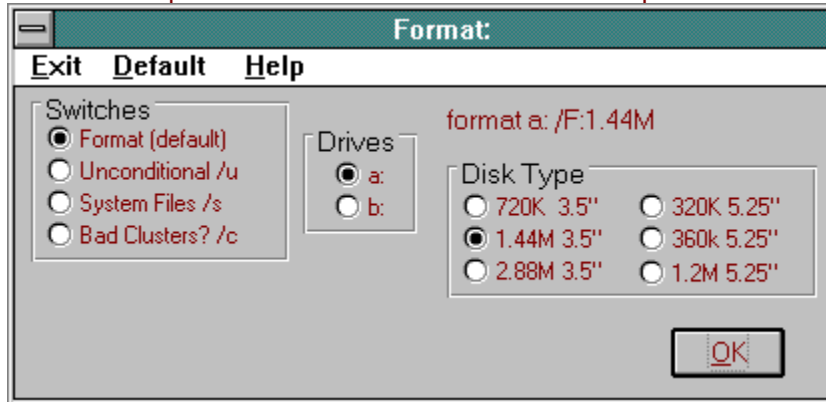 Format:
Exit Default Help
Switches
Format (default)
Unconditional /u
System Files /s
Bad Clusters? /c
Drives
a:
b:
format a: /F:1.44M
Disk Type
720K 3.5" 320K 5.25"
1.44M 3.5" 360k 5.25"
2.88M 3.5" 1.2M 5.25"
OK